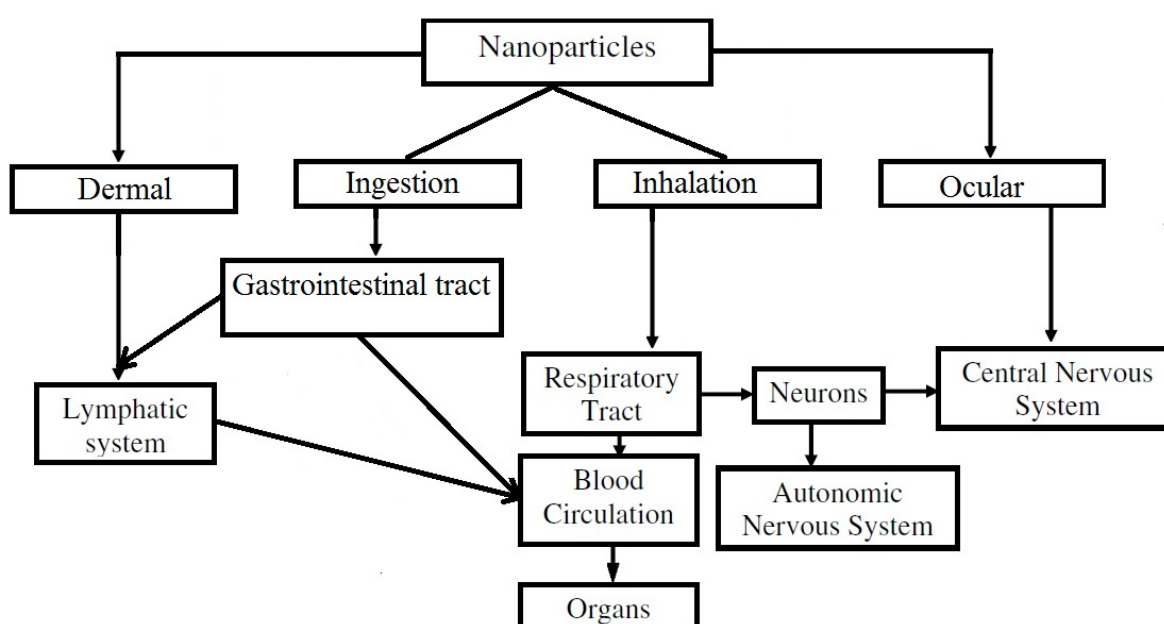 Nanoparticles
Dermal
Ingestion
Inhalation
Ocular
Gastrointestinal tract
Respiratory
Tract
Neurons
Central Nervous
System
Lymphatic
system
Blood
Circulation
Autonomic
Nervous System
Organs